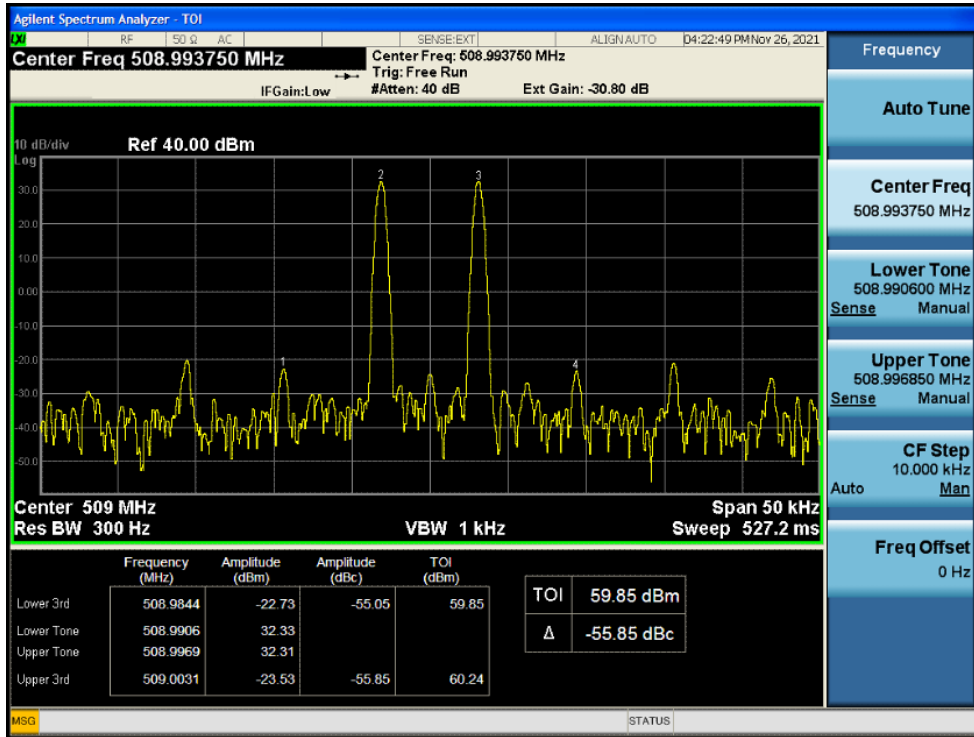 Agilent Spectrum Analyzer - TOI
LXI RF 50 Ω AC SENSE:EXT ALIGN AUTO 04:22:49 PM Nov 26, 2021
Center Freq 508.993750 MHz
Center Freq: 508.993750 MHz
Trig: Free Run
IFGain:Low #Atten: 40 dB Ext Gain: -30.80 dB
10 dB/div Ref 40.00 dBm
Log
2 3
30.0
20.0
10.0
0.00
-10.0
-20.0
1 4
-30.0
-40.0
-50.0
Center 509 MHz Span 50 kHz
Res BW 300 Hz VBW 1 kHz Sweep 527.2 ms
Frequency Amplitude Amplitude TOI
(MHz) (dBm) (dBc) (dBm)
Lower 3rd 508.9844 -22.73 -55.05 59.85
Lower Tone 508.9906 32.33
Upper Tone 508.9969 32.31
Upper 3rd 509.0031 -23.53 -55.85 60.24
TOI 59.85 dBm
Δ -55.85 dBc
Frequency
Auto Tune
Center Freq
508.993750 MHz
Lower Tone
508.990600 MHz
Sense Manual
Upper Tone
508.996850 MHz
Sense Manual
CF Step
10.000 kHz
Auto Man
Freq Offset
0 Hz
MSG STATUS